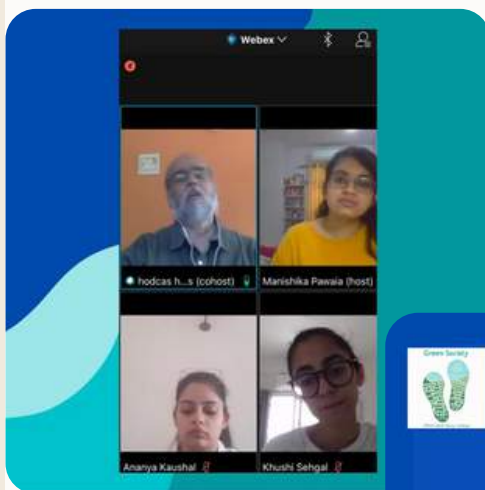 Webex
hodcas h...s (cohost)
Manishika Pawaia (host)
Ananya Kaushal
Khushi Sehgal
Green Society